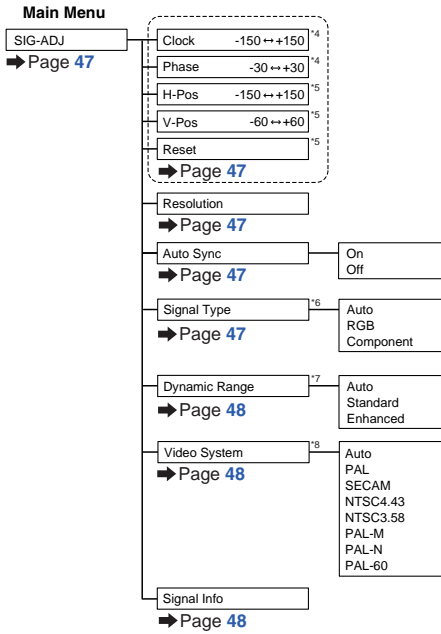 Main Menu
SIG-ADJ
➡ Page 47
Clock -150↔+150 *4
Phase -30↔+30 *4
H-Pos -150↔+150 *5
V-Pos -60↔+60 *5
Reset *5
➡ Page 47
Resolution
➡ Page 47
Auto Sync
➡ Page 47
On
Off
Signal Type *6
➡ Page 47
Auto
RGB
Component
Dynamic Range *7
➡ Page 48
Auto
Standard
Enhanced
Video System *8
➡ Page 48
Auto
PAL
SECAM
NTSC4.43
NTSC3.58
PAL-M
PAL-N
PAL-60
Signal Info
➡ Page 48